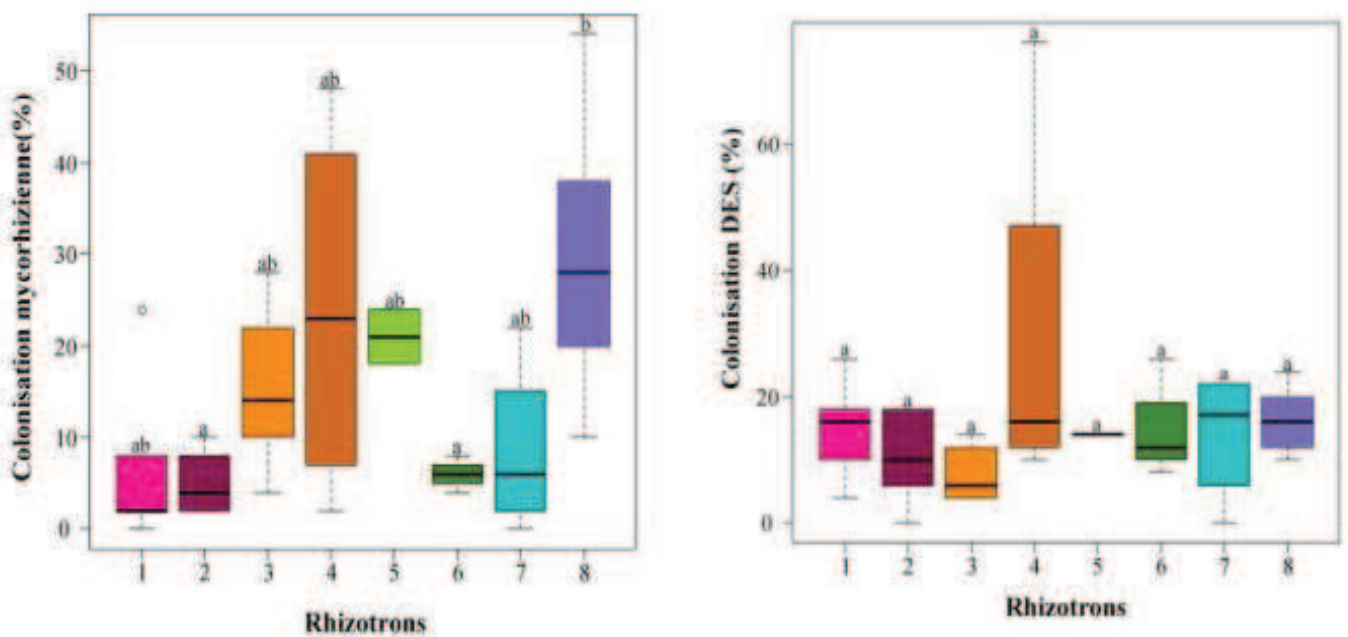 Colonisation mycorhizienne(%)
50
40
30
20
10
0
ab
a
ab
ab
ab
a
ab
b
1 2 3 4 5 6 7 8
Rhizotrons
Colonisation DES (%)
60
40
20
0
a
a
a
a
a
a
a
a
1 2 3 4 5 6 7 8
Rhizotrons